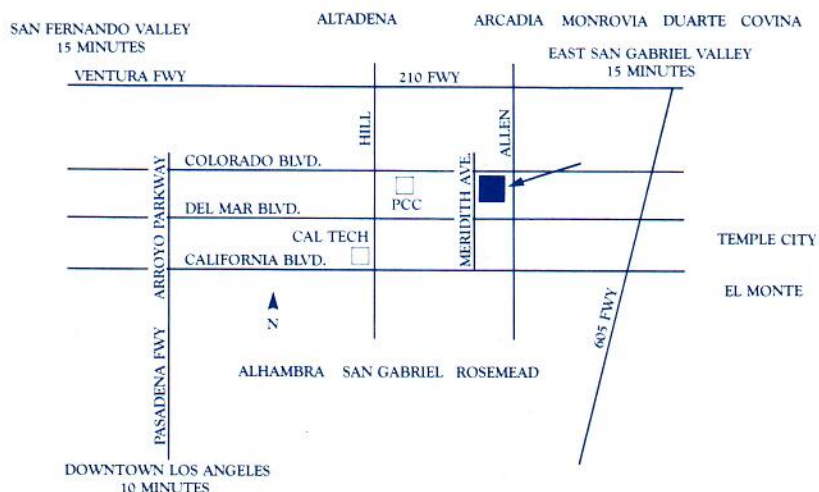 ALTADENA
ARCADIA MONROVIA DUARTE COVINA
SAN FERNANDO VALLEY
15 MINUTES
EAST SAN GABRIEL VALLEY
15 MINUTES
VENTURA FWY
210 FWY
HILL
ALLEN
COLORADO BLVD.
ARROYO PARKWAY
MERIDITH AVE.
PCC
DEL MAR BLVD.
CAL TECH
TEMPLE CITY
CALIFORNIA BLVD.
EL MONTE
N
605 FWY
PASADENA FWY
ALHAMBRA SAN GABRIEL ROSEMEAD
DOWNTOWN LOS ANGELES
10 MINUTES